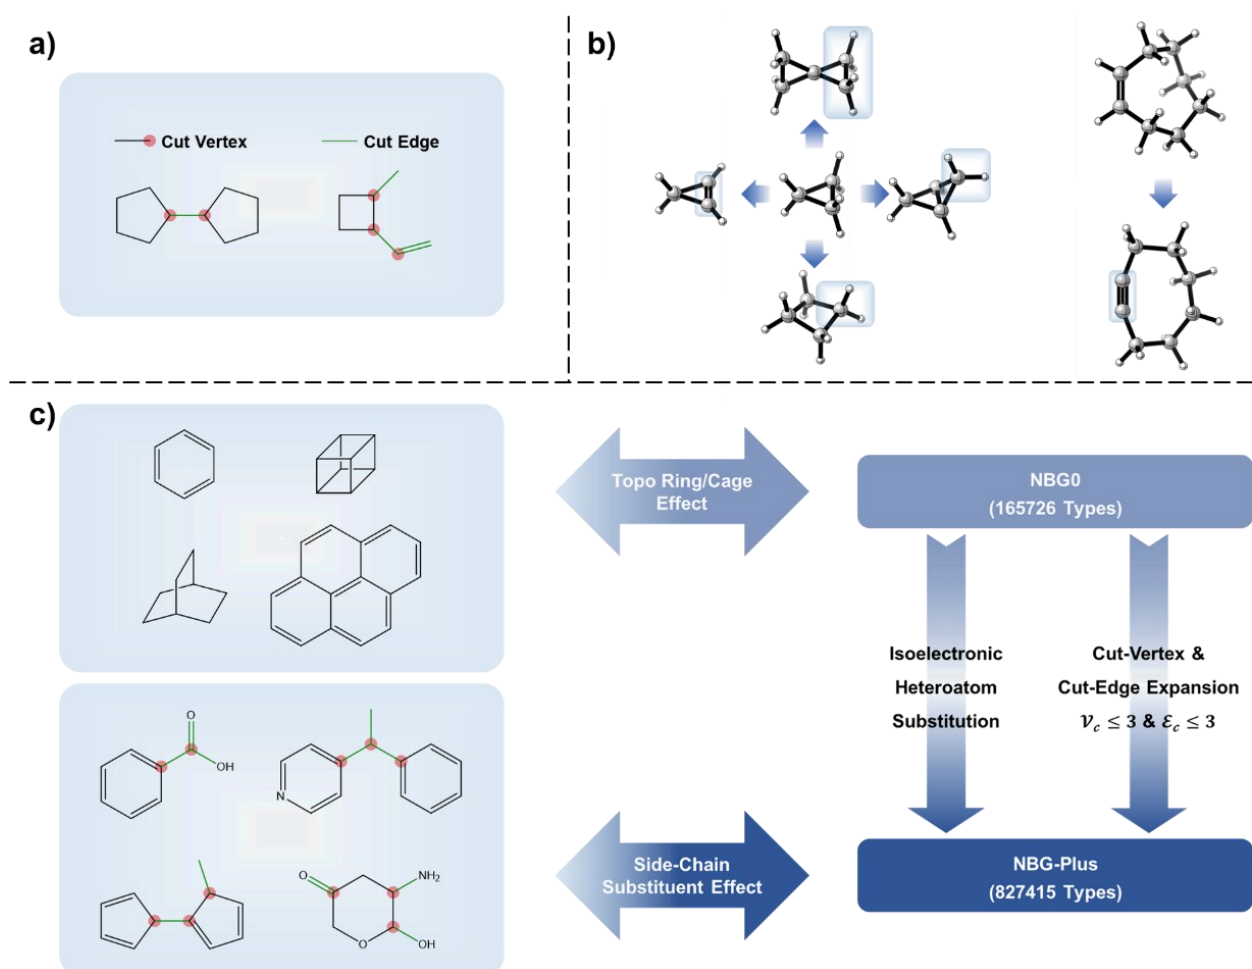 a)
Cut Vertex
Cut Edge
b)
c)
Topo Ring/Cage
Effect
NBG0
(165726 Types)
Isoelectronic
Heteroatom
Substitution
Cut-Vertex &
Cut-Edge Expansion
𝒱c ≤ 3 & ℰc ≤ 3
O
OH
N
O
NH2
O
OH
Side-Chain
Substituent Effect
NBG-Plus
(827415 Types)